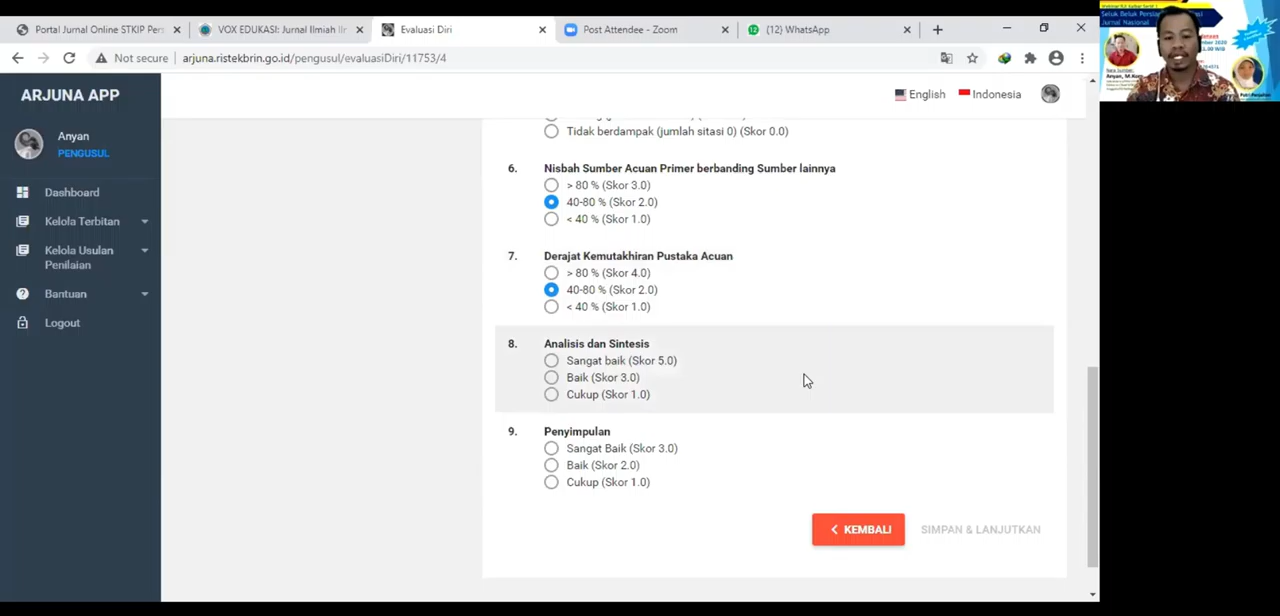 Portal Jurnal Online STKIP Pers
VOX EDUKASI: Jurnal Ilmiah Ilr
Evaluasi Diri
Post Attendee - Zoom
(12) WhatsApp
Not secure
arjuna.ristekbrin.go.id/pengusul/evaluasiDiri/11753/4
ARJUNA APP
English
Indonesia
Anyan
PENGUSUL
Dashboard
Kelola Terbitan
Kelola Usulan
Penilaian
Bantuan
Logout
Tidak berdampak (jumlah sitasi 0) (Skor 0.0)
6. Nisbah Sumber Acuan Primer berbanding Sumber lainnya
> 80 % (Skor 3.0)
40-80 % (Skor 2.0)
< 40 % (Skor 1.0)
7. Derajat Kemutakhiran Pustaka Acuan
> 80 % (Skor 4.0)
40-80 % (Skor 2.0)
< 40 % (Skor 1.0)
8. Analisis dan Sintesis
Sangat baik (Skor 5.0)
Baik (Skor 3.0)
Cukup (Skor 1.0)
9. Penyimpulan
Sangat Baik (Skor 3.0)
Baik (Skor 2.0)
Cukup (Skor 1.0)
KEMBALI
SIMPAN & LANJUTKAN
Jurnal Nasional
Anyan, M.Kom